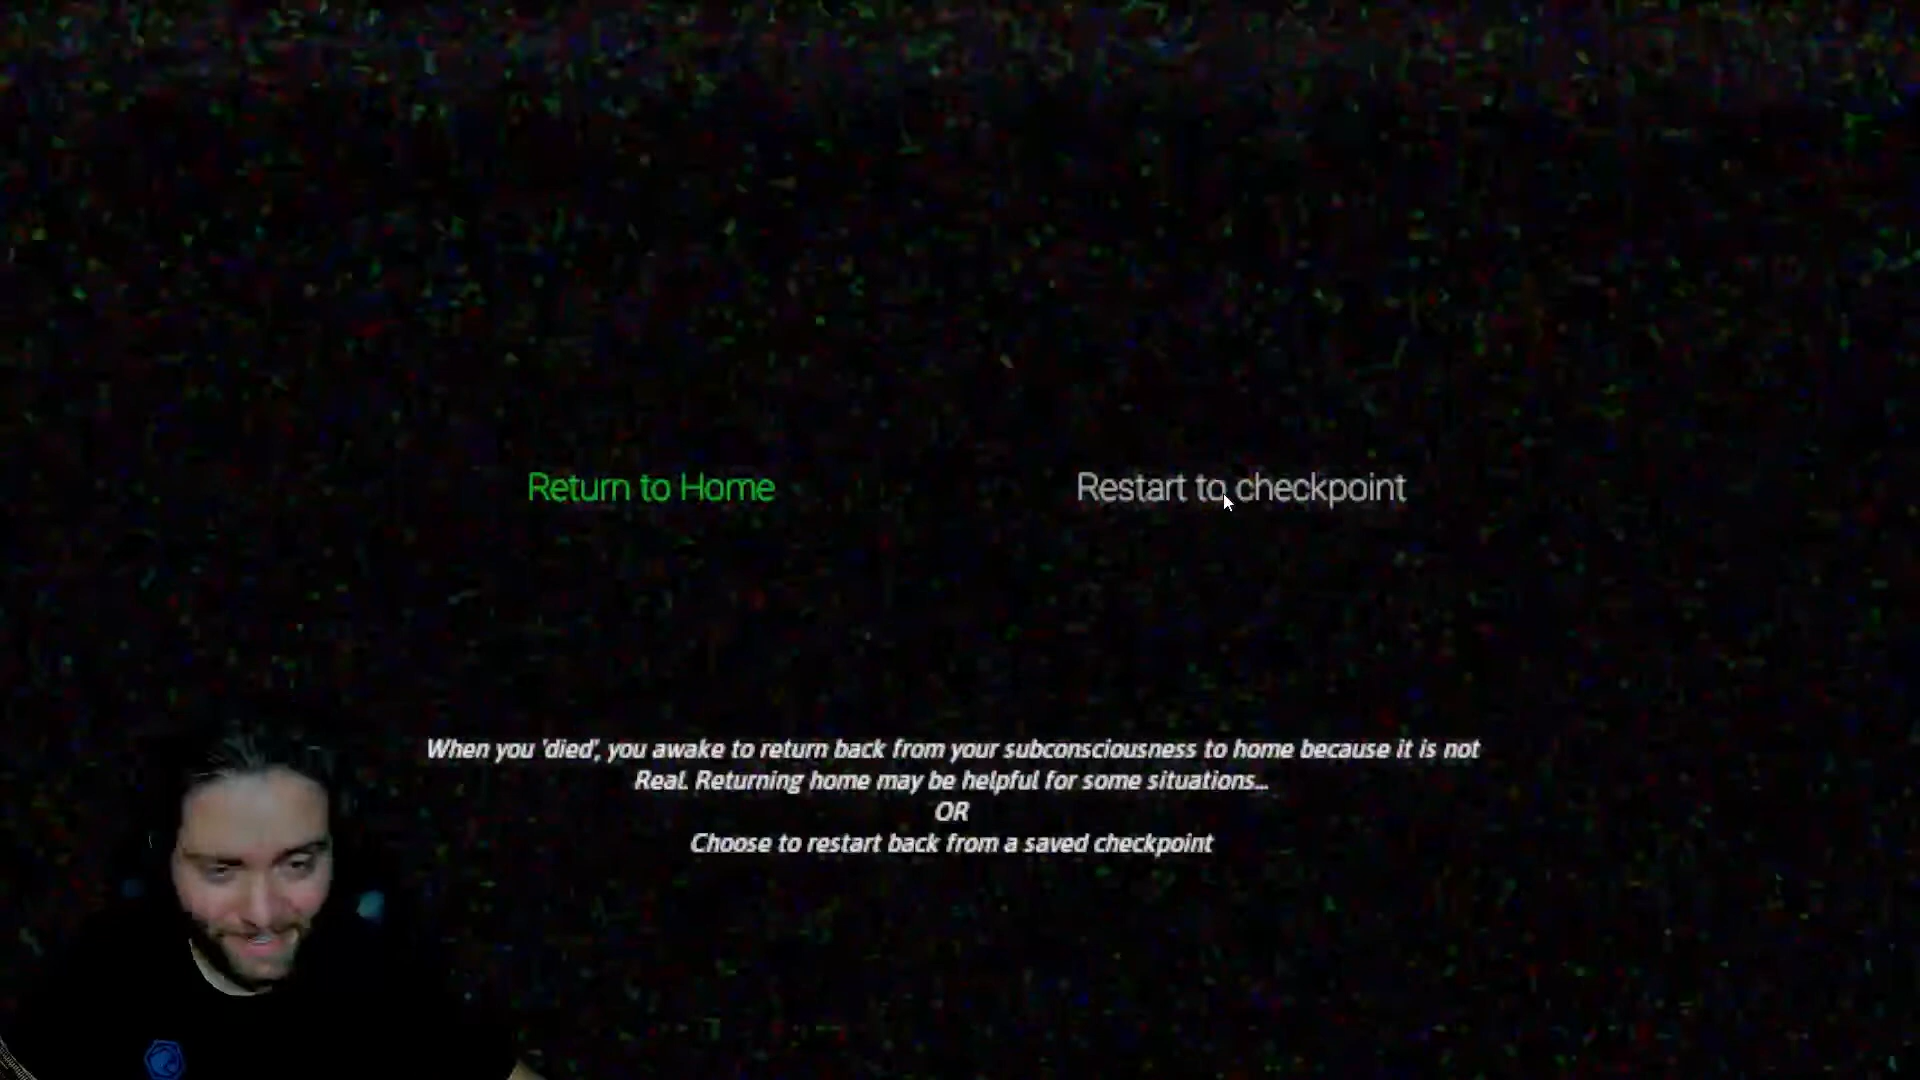 Return to Home
Restart to checkpoint
When you 'died', you awake to return back from your subconsciousness to home because it is not
Real. Returning home may be helpful for some situations...
OR
Choose to restart back from a saved checkpoint